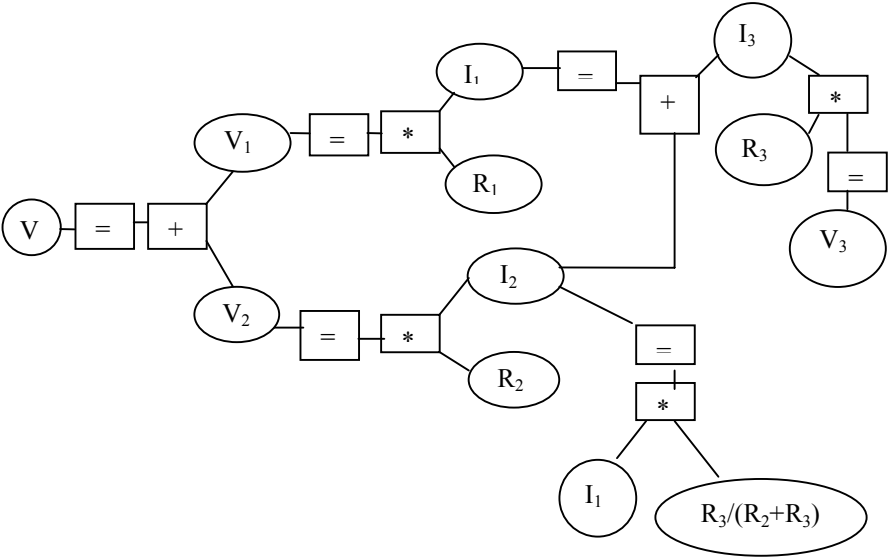 I₃
I₁
=
+
*
V₁
=
*
R₃
R₁
=
V
=
+
V₃
I₂
V₂
=
*
=
R₂
*
I₁
R₃/(R₂+R₃)